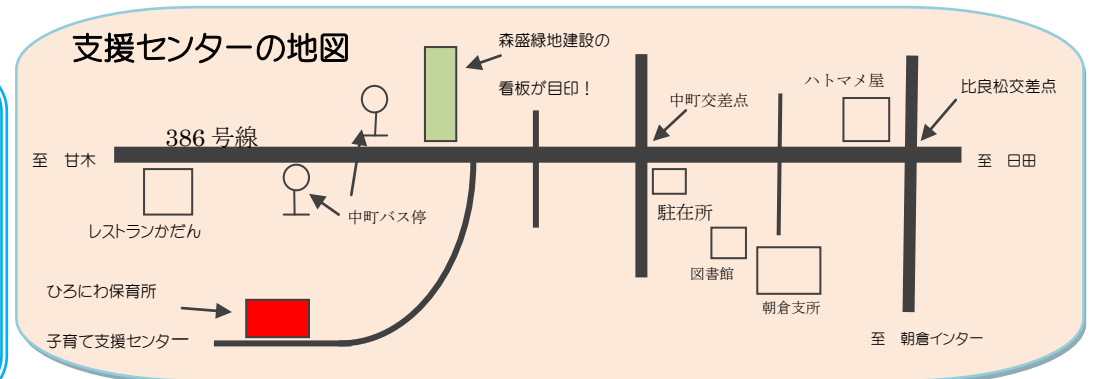 支援センターの地図
森盛緑地建設の
看板が目印！
ハトマメ屋
比良松交差点
中町交差点
386 号線
至 甘木
至 日田
レストランかだん
中町バス停
駐在所
図書館
朝倉支所
ひろにわ保育所
子育て支援センター
至 朝倉インター